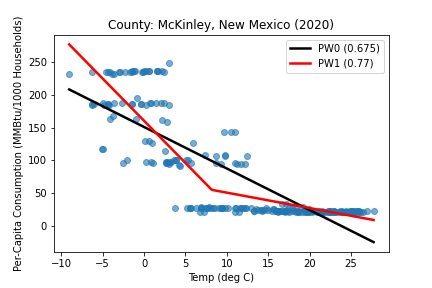 County: McKinley, New Mexico (2020)
PW0 (0.675)
PW1 (0.77)
Per-Capita Consumption (MMBtu/1000 Households)
250
200
150
100
50
0
−10 −5 0 5 10 15 20 25
Temp (deg C)